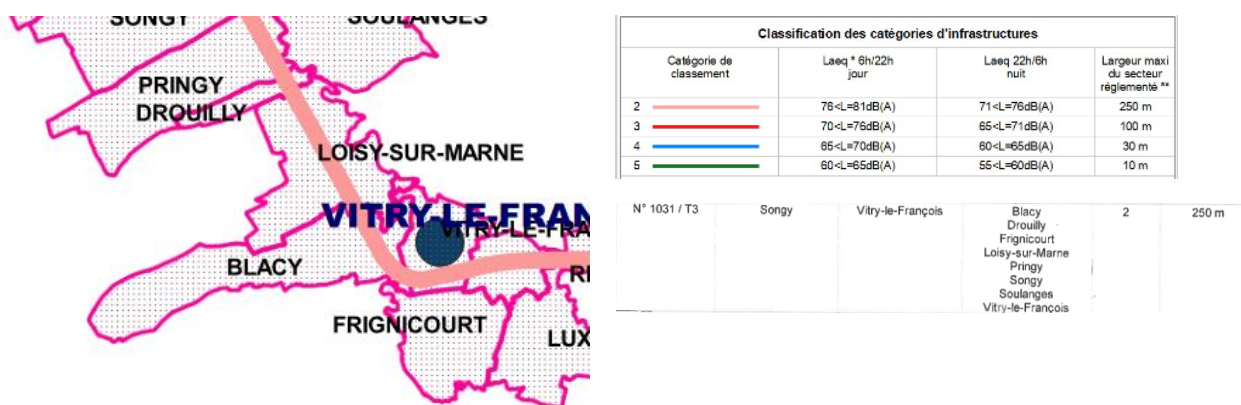 SONGY
SOULANGES
PRINGY
DROUILLY
LOISY-SUR-MARNE
VITRY-LE-FRAN
VITRY-LE-FRA
BLACY
RE
FRIGNICOURT
LUX
Classification des catégories d'infrastructures
Catégorie de classement
Laeq * 6h/22h jour
Laeq 22h/6h nuit
Largeur maxi du secteur réglementé **
2 76<L=81dB(A) 71<L=76dB(A) 250 m
3 70<L=76dB(A) 65<L=71dB(A) 100 m
4 65<L=70dB(A) 60<L=65dB(A) 30 m
5 60<L=65dB(A) 55<L=60dB(A) 10 m
N° 1031 / T3 Songy Vitry-le-François Blacy 2 250 m
Drouilly
Frignicourt
Loisy-sur-Marne
Pringy
Songy
Soulanges
Vitry-le-François